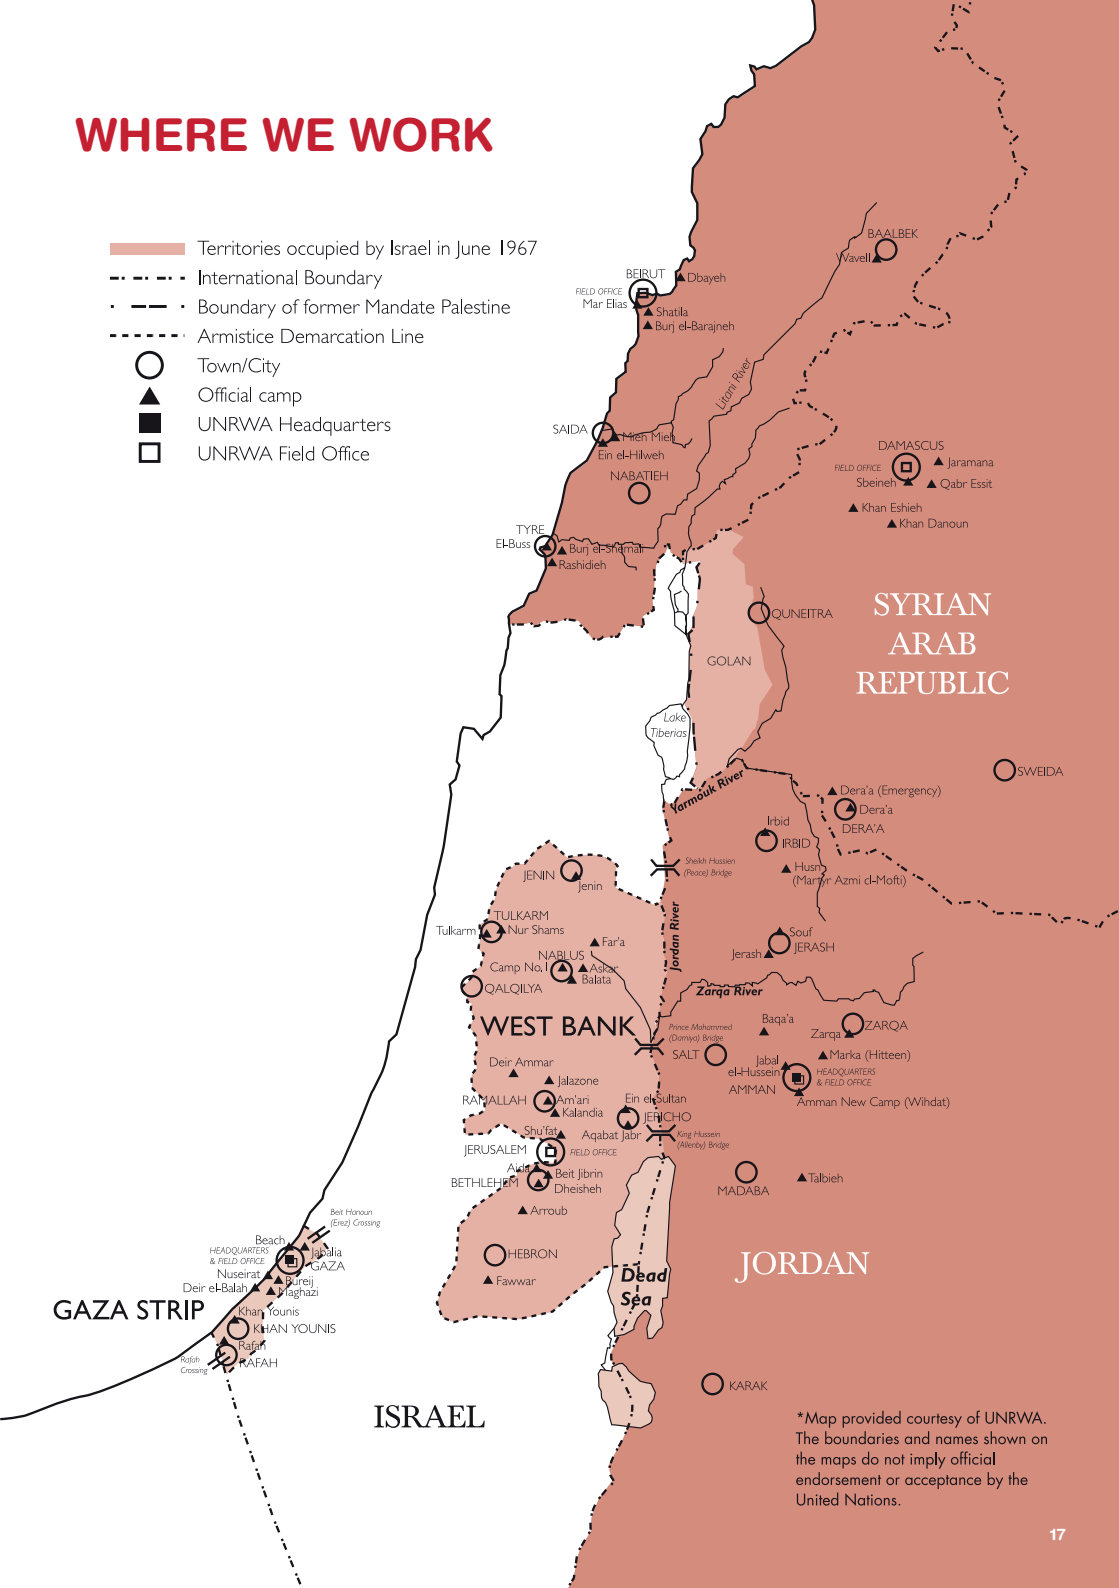 WHERE WE WORK
Territories occupied by Israel in June 1967
International Boundary
Boundary of former Mandate Palestine
Armistice Demarcation Line
Town/City
Official camp
UNRWA Headquarters
UNRWA Field Office
BAALBEK
Wavell
BEIRUT
Dbayeh
FIELD OFFICE
Mar Elias
Shatila
Burj el-Barajneh
Litani River
SAIDA
Mien Mieh
Ein el-Hilweh
NABATIEH
DAMASCUS
FIELD OFFICE
Jaramana
Sbeineh
Qabr Essit
Khan Eshieh
Khan Danoun
TYRE
El-Buss
Burj el-Shemali
Rashidieh
SYRIAN
ARAB
REPUBLIC
QUNEITRA
GOLAN
Lake
Tiberias
SWEIDA
Yarmouk River
Dera'a (Emergency)
Dera'a
DERA'A
Irbid
IRBID
Sheikh Hussien
(Peace) Bridge
Husn
(Martyr Azmi el-Mofti)
JENIN
Jenin
TULKARM
Tulkarm
Nur Shams
Far'a
Jordan River
Souf
JERASH
Jerash
NABLUS
Camp No.1
Askar
Balata
QALQILYA
Zarqa River
WEST BANK
Prince Mohammed
(Damiya) Bridge
Baqa'a
ZARQA
Zarqa
SALT
Marka (Hitteen)
Jabal
el-Hussein
HEADQUARTERS
& FIELD OFFICE
AMMAN
Amman New Camp (Wihdat)
Deir Ammar
Jalazone
RAMALLAH
Am'ari
Kalandia
Ein el-Sultan
JERICHO
Shu'fat
Aqabat Jabr
King Hussein
(Allenby) Bridge
JERUSALEM
FIELD OFFICE
Aida
Beit Jibrin
BETHLEHEM
Dheisheh
MADABA
Talbieh
Arroub
HEBRON
Fawwar
Dead
Sea
JORDAN
Beit Hanoun
(Erez) Crossing
Beach
Jabalia
HEADQUARTERS
& FIELD OFFICE
GAZA
Nuseirat
Bureij
Deir el-Balah
Maghazi
GAZA STRIP
Khan Younis
KHAN YOUNIS
Rafah
RAFAH
Rafah
Crossing
KARAK
ISRAEL
*Map provided courtesy of UNRWA.
The boundaries and names shown on
the maps do not imply official
endorsement or acceptance by the
United Nations.
17